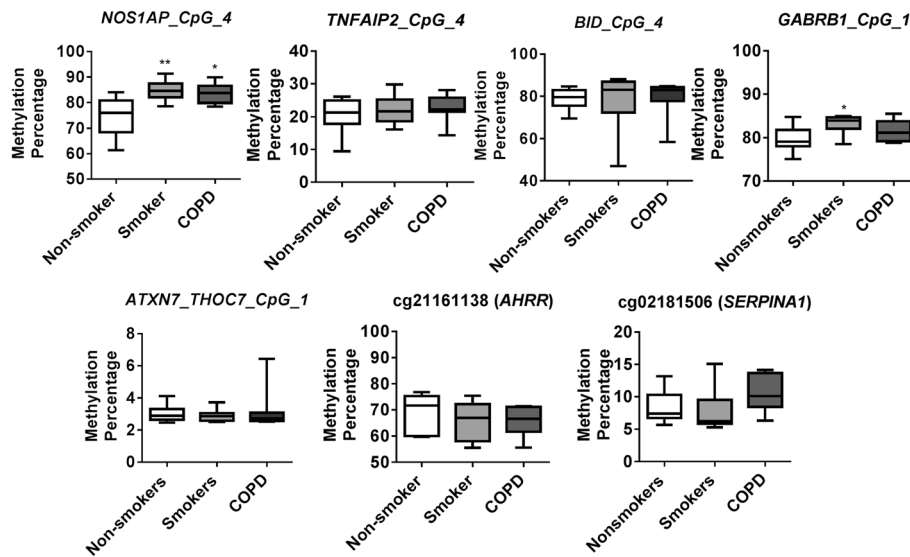 NOS1AP_CpG_4
Methylation
Percentage
100
90
80
70
60
50
**
*
Non-smoker
Smoker
COPD
TNFAIP2_CpG_4
Methylation
Percentage
40
30
20
10
0
Non-smoker
Smoker
COPD
BID_CpG_4
Methylation
Percentage
100
80
60
40
Non-smokers
Smokers
COPD
GABRB1_CpG_1
Methylation
Percentage
100
90
80
70
*
Nonsmokers
Smokers
COPD
ATXN7_THOC7_CpG_1
Methylation
Percentage
8
6
4
2
0
Non-smokers
Smokers
COPD
cg21161138 (AHRR)
Methylation
Percentage
100
90
80
70
60
50
Non-smoker
Smoker
COPD
cg02181506 (SERPINA1)
Methylation
Percentage
20
15
10
5
0
Nonsmokers
Smokers
COPD